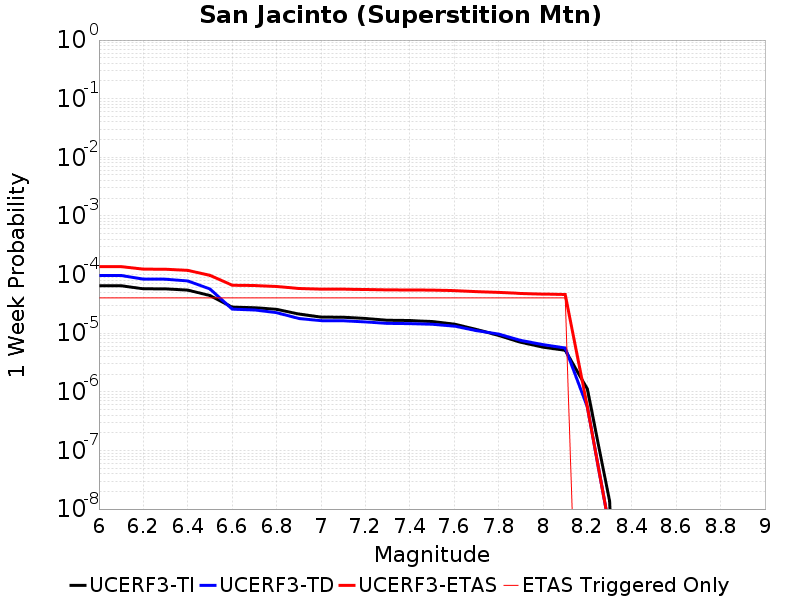 San Jacinto (Superstition Mtn)
1 Week Probability
10^0
10^-1
10^-2
10^-3
10^-4
10^-5
10^-6
10^-7
10^-8
6 6.2 6.4 6.6 6.8 7 7.2 7.4 7.6 7.8 8 8.2 8.4 8.6 8.8 9
Magnitude
UCERF3-TI UCERF3-TD UCERF3-ETAS ETAS Triggered Only